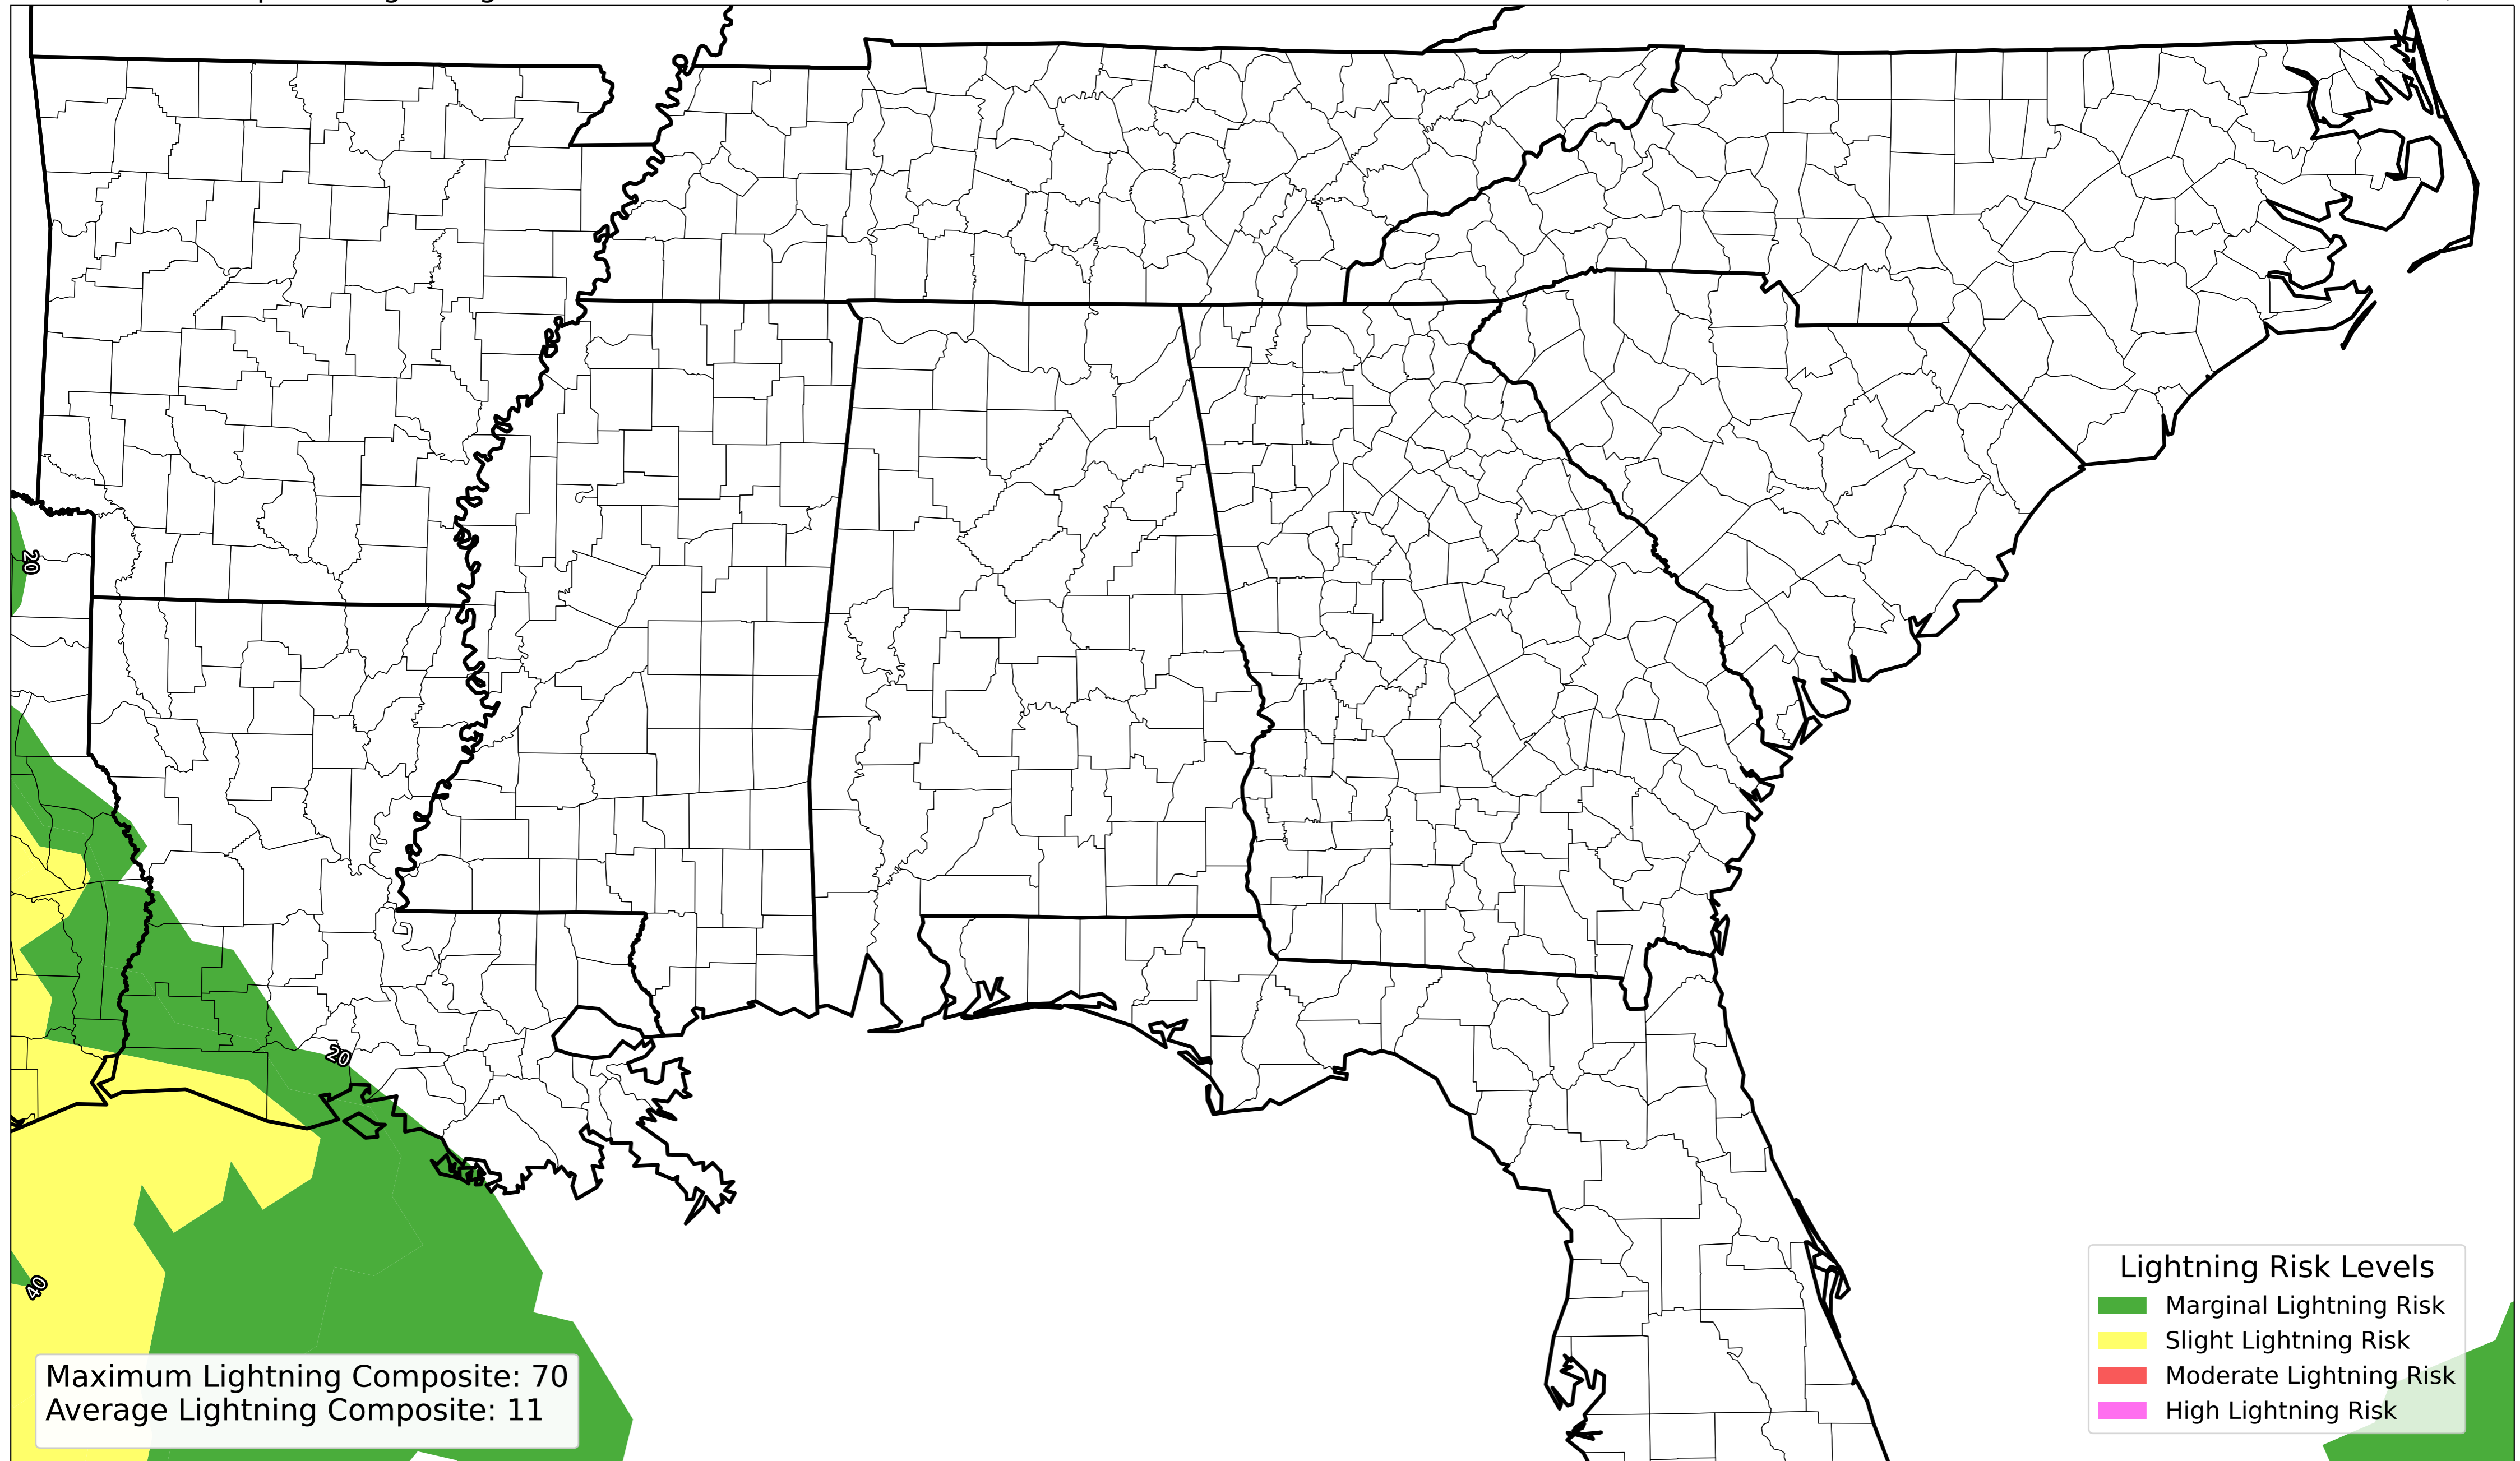 20
20
40
Maximum Lightning Composite: 70
Average Lightning Composite: 11
Lightning Risk Levels
Marginal Lightning Risk
Slight Lightning Risk
Moderate Lightning Risk
High Lightning Risk